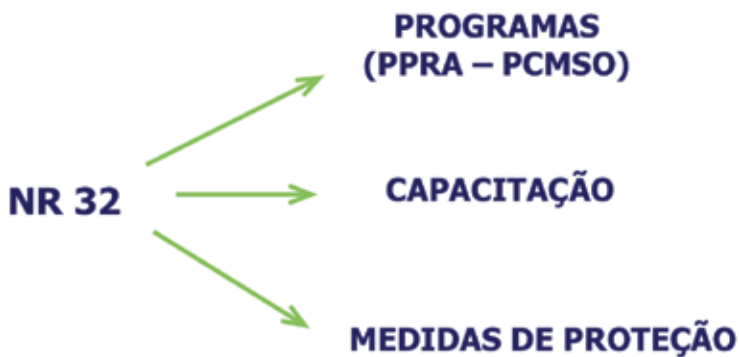 PROGRAMAS
(PPRA – PCMSO)
NR 32
CAPACITAÇÃO
MEDIDAS DE PROTEÇÃO